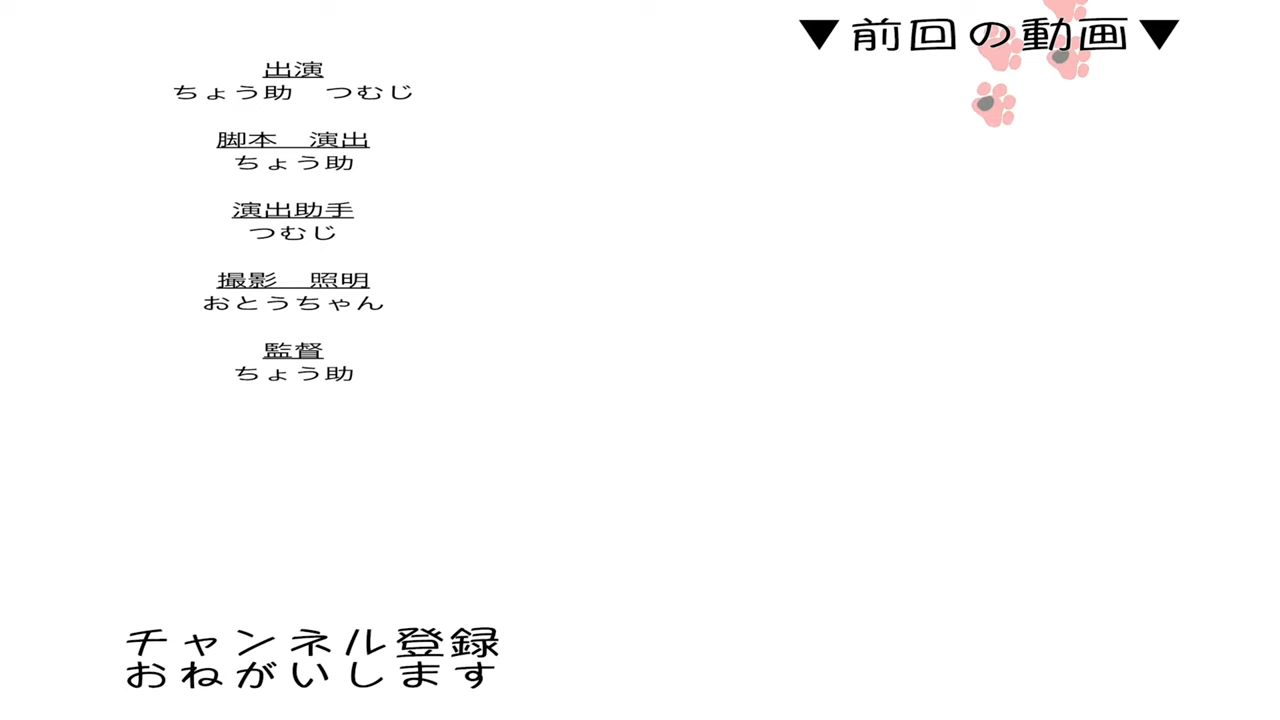 ▼前回の動画▼
出演
ちょう助　つむじ
脚本　演出
ちょう助
演出助手
つむじ
撮影　照明
おとうちゃん
監督
ちょう助
チャンネル登録
おねがいします